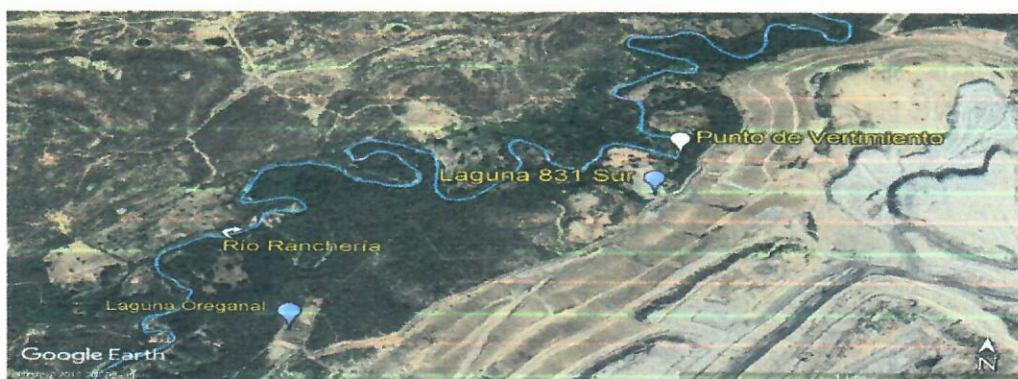 Punto de Vertimiento
Laguna 831 Sur
Río Ranchería
Laguna Oreganal
Google Earth
N